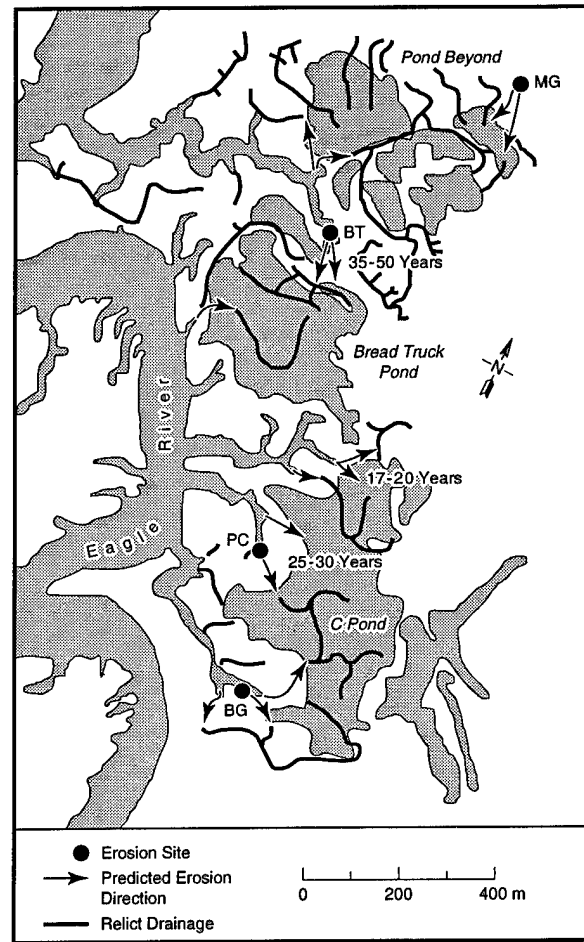 Pond Beyond
MG
BT
35-50 Years
Bread Truck
Pond
N
River
17-20 Years
Eagle
PC
25-30 Years
C Pond
BG
Erosion Site
Predicted Erosion
Direction
Relict Drainage
0 200 400 m